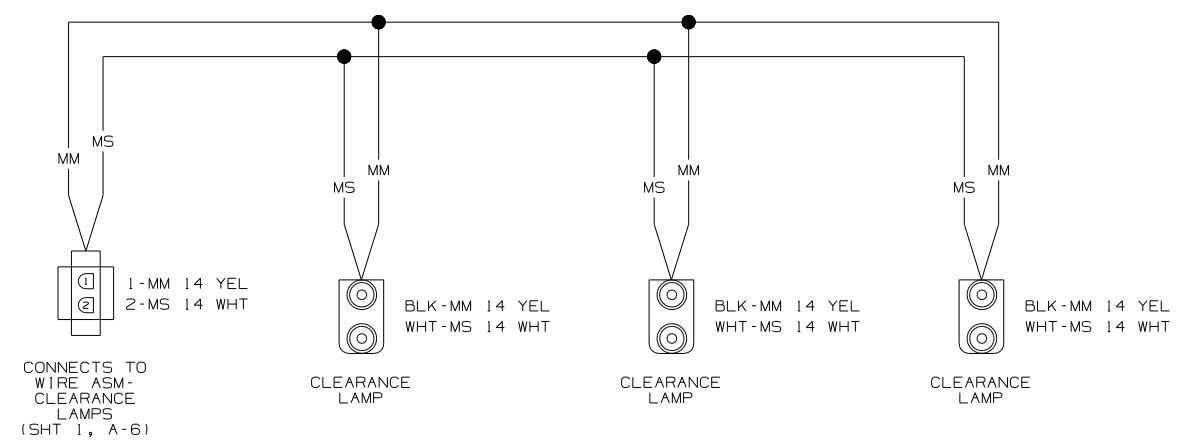 MS
MM
MM
MM
MM
MS
MS
MS
1
2
1-MM 14 YEL
2-MS 14 WHT
BLK-MM 14 YEL
WHT-MS 14 WHT
BLK-MM 14 YEL
WHT-MS 14 WHT
BLK-MM 14 YEL
WHT-MS 14 WHT
CONNECTS TO
WIRE ASM-
CLEARANCE
LAMPS
(SHT 1, A-6)
CLEARANCE
LAMP
CLEARANCE
LAMP
CLEARANCE
LAMP